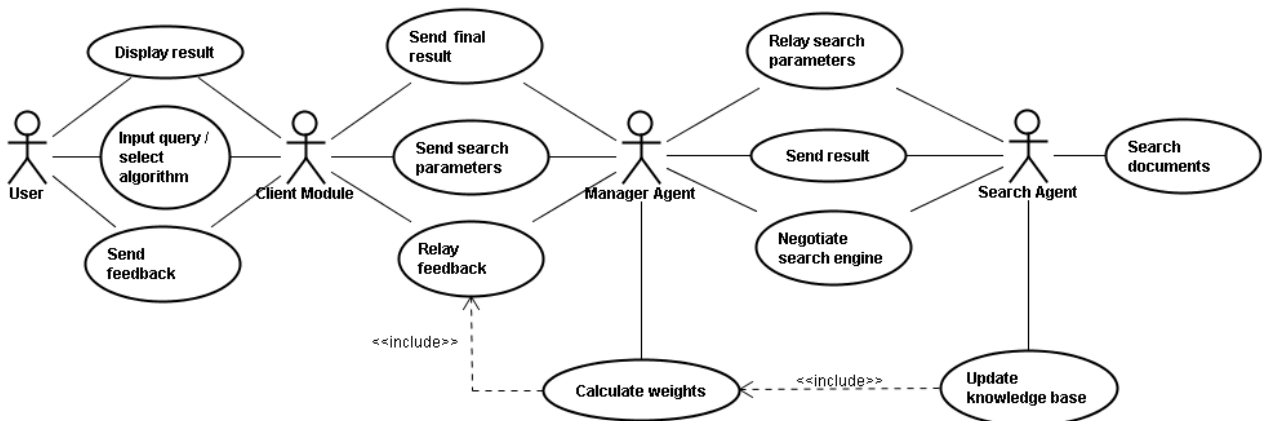 Display result
Input query /
select
algorithm
Send
feedback
User
Client Module
Send final
result
Send search
parameters
Relay
feedback
Manager Agent
Relay search
parameters
Send result
Negotiate
search engine
Search Agent
Search
documents
<<include>>
Calculate weights
<<include>>
Update
knowledge base